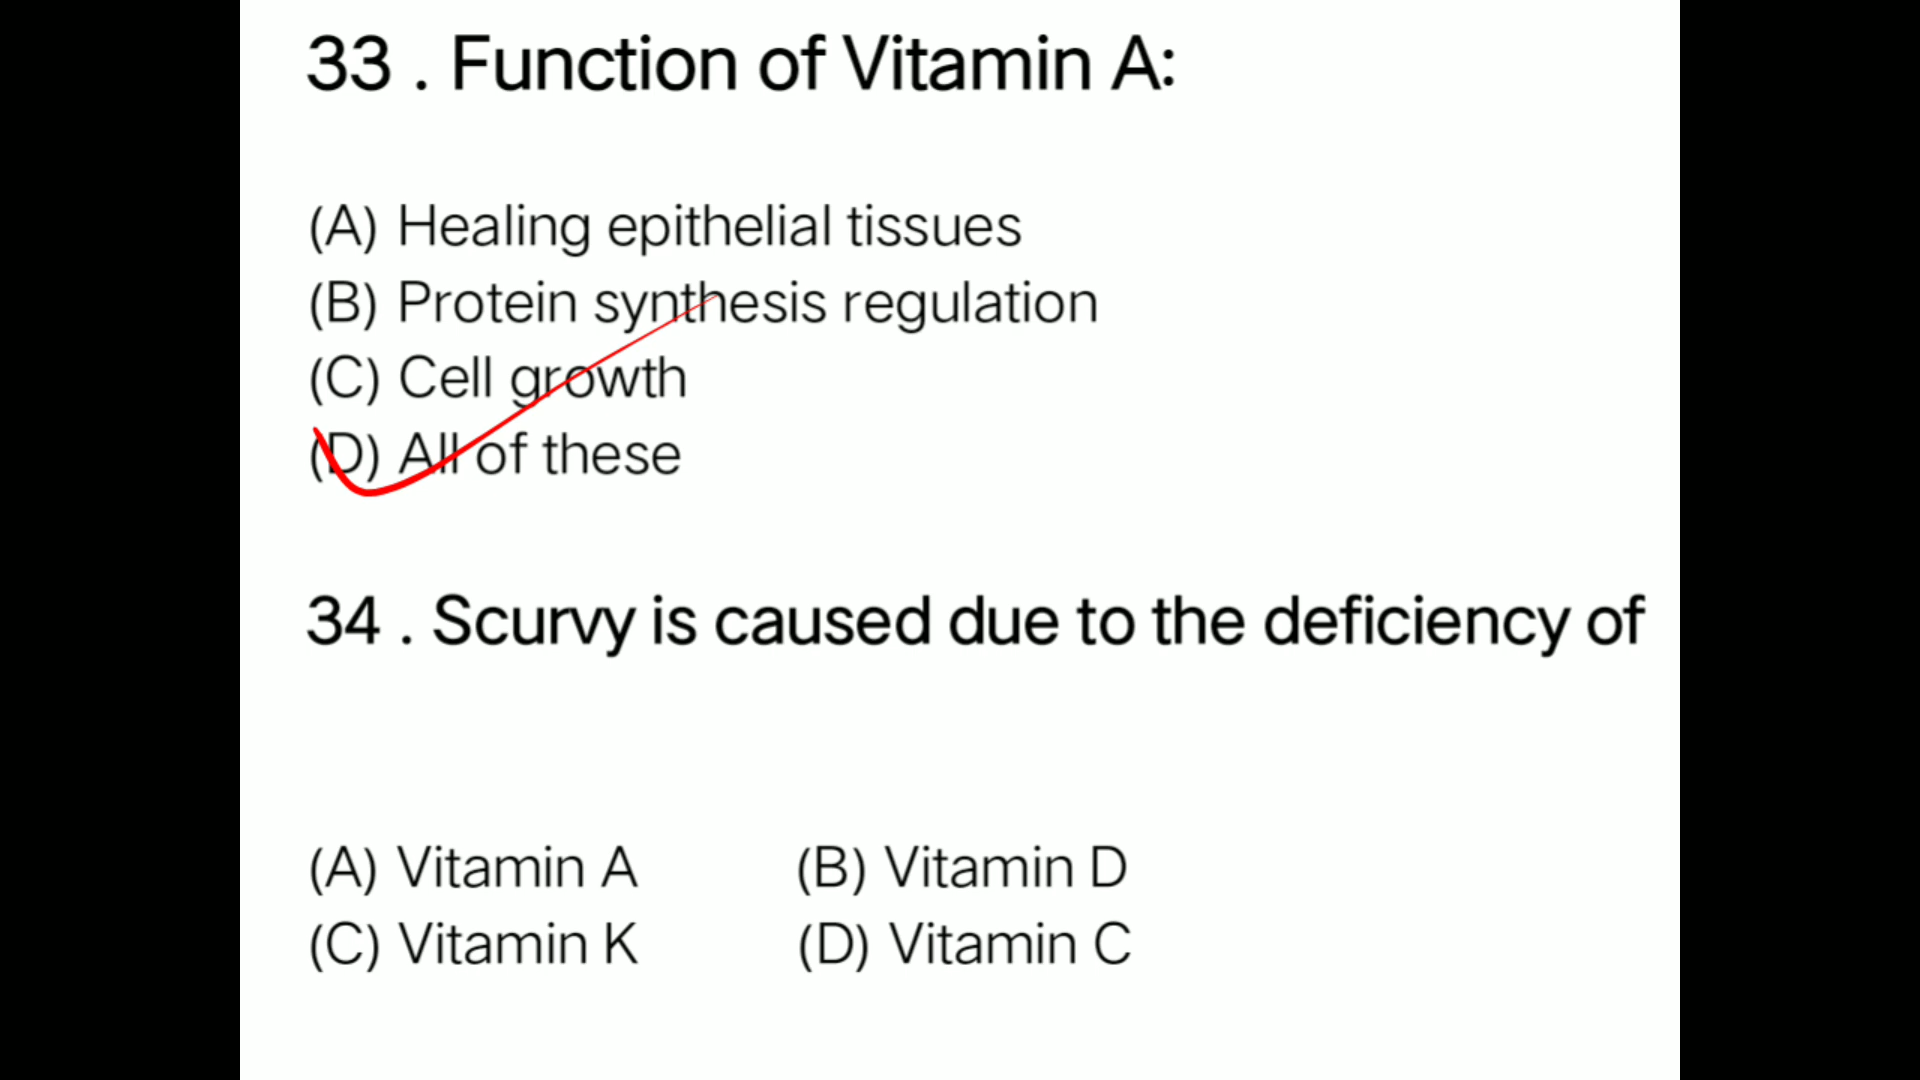 33 . Function of Vitamin A:
(A) Healing epithelial tissues
(B) Protein synthesis regulation
(C) Cell growth
(D) All of these
34 . Scurvy is caused due to the deficiency of
(A) Vitamin A (B) Vitamin D
(C) Vitamin K (D) Vitamin C